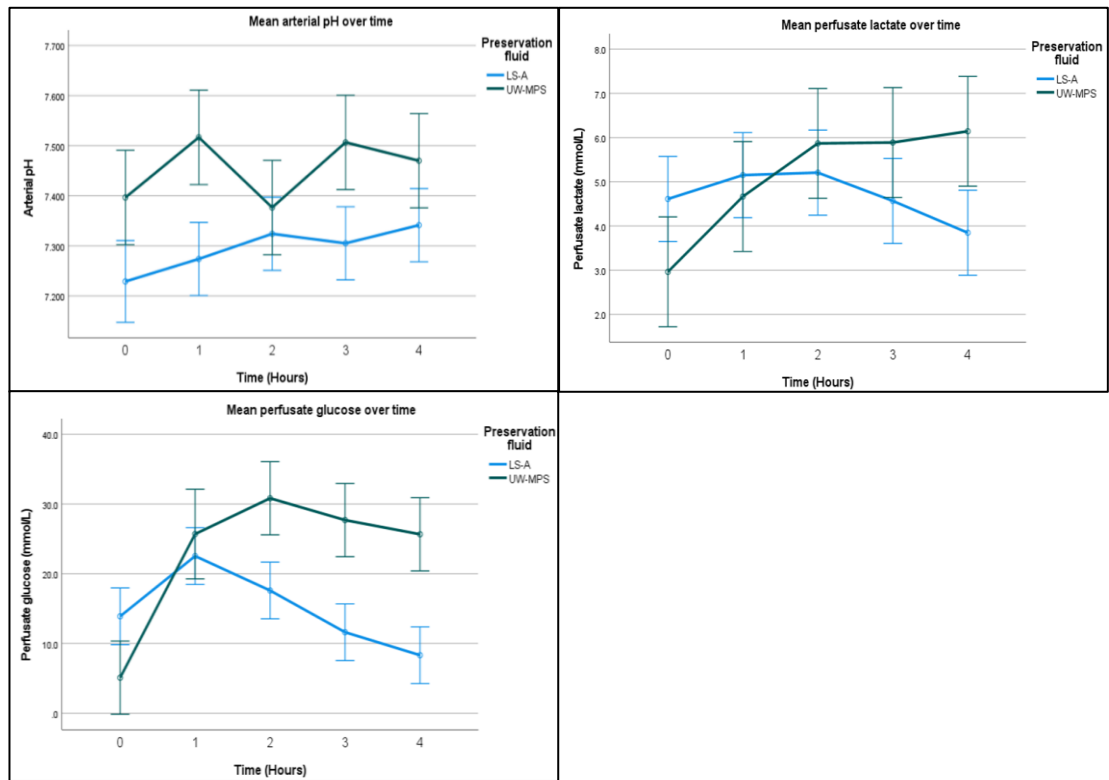 Mean arterial pH over time
Preservation
fluid
LS-A
UW-MPS
7.700
7.600
7.500
7.400
7.300
7.200
Arterial pH
0 1 2 3 4
Time (Hours)
Mean perfusate lactate over time
Preservation
fluid
LS-A
UW-MPS
8.0
7.0
6.0
5.0
4.0
3.0
2.0
Perfusate lactate (mmol/L)
0 1 2 3 4
Time (Hours)
Mean perfusate glucose over time
Preservation
fluid
LS-A
UW-MPS
40.0
30.0
20.0
10.0
.0
Perfusate glucose (mmol/L)
0 1 2 3 4
Time (Hours)